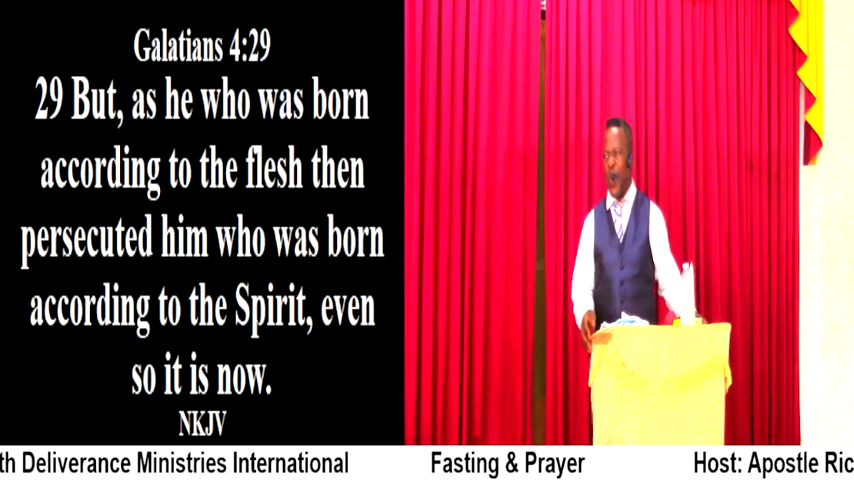 Galatians 4:29
29 But, as he who was born
according to the flesh then
persecuted him who was born
according to the Spirit, even
so it is now.
NKJV
th Deliverance Ministries International Fasting & Prayer Host: Apostle Ric